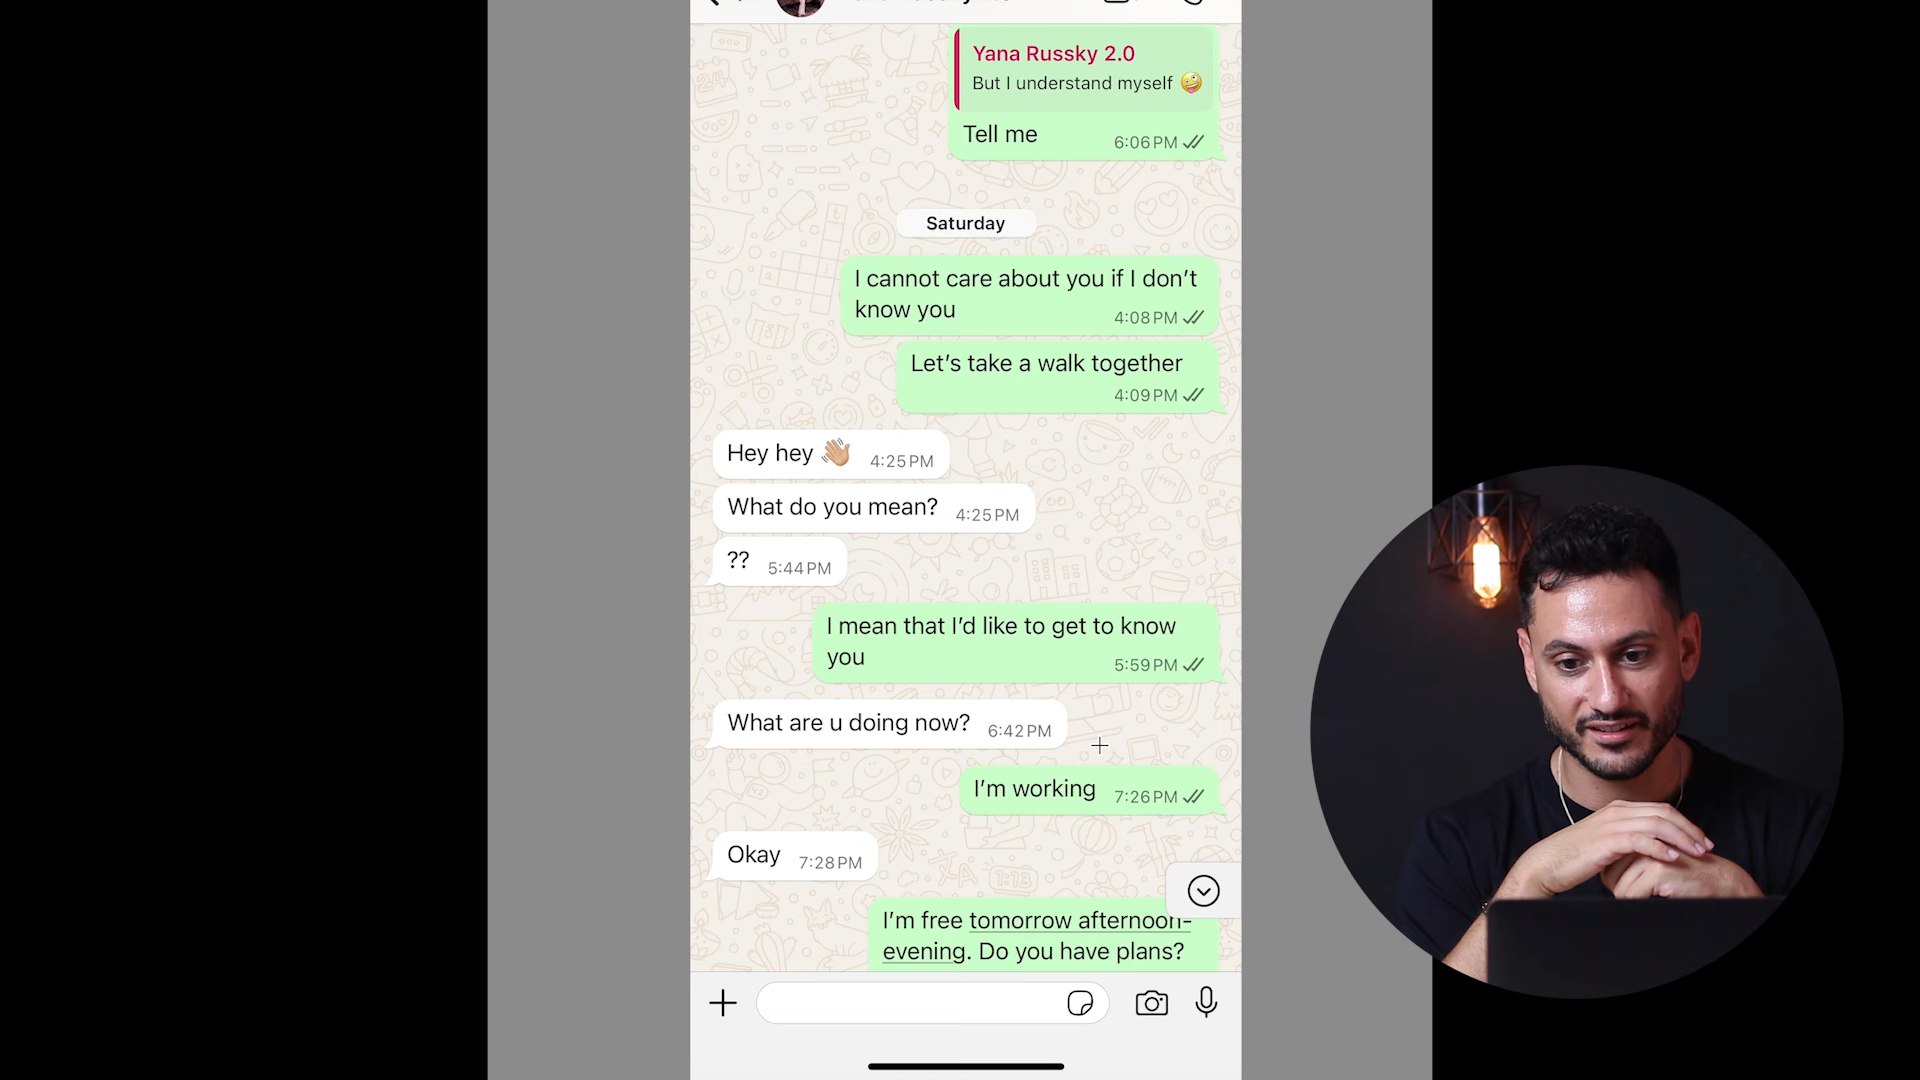 Yana Russky 2.0
But I understand myself 🤪
Tell me
6:06 PM
Saturday
I cannot care about you if I don't
know you
4:08 PM
Let's take a walk together
4:09 PM
Hey hey 👋🏼
4:25 PM
What do you mean?
4:25 PM
??
5:44 PM
I mean that I'd like to get to know
you
5:59 PM
What are u doing now?
6:42 PM
I'm working
7:26 PM
Okay
7:28 PM
I'm free tomorrow afternoon-
evening. Do you have plans?